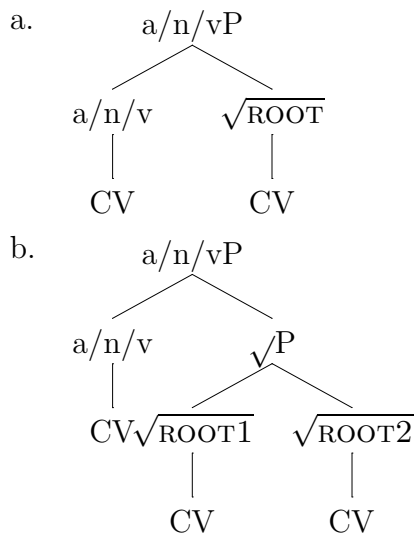 a.
a/n/vP
a/n/v √ROOT
CV CV
b.
a/n/vP
a/n/v √P
CV √ROOT1 √ROOT2
CV CV